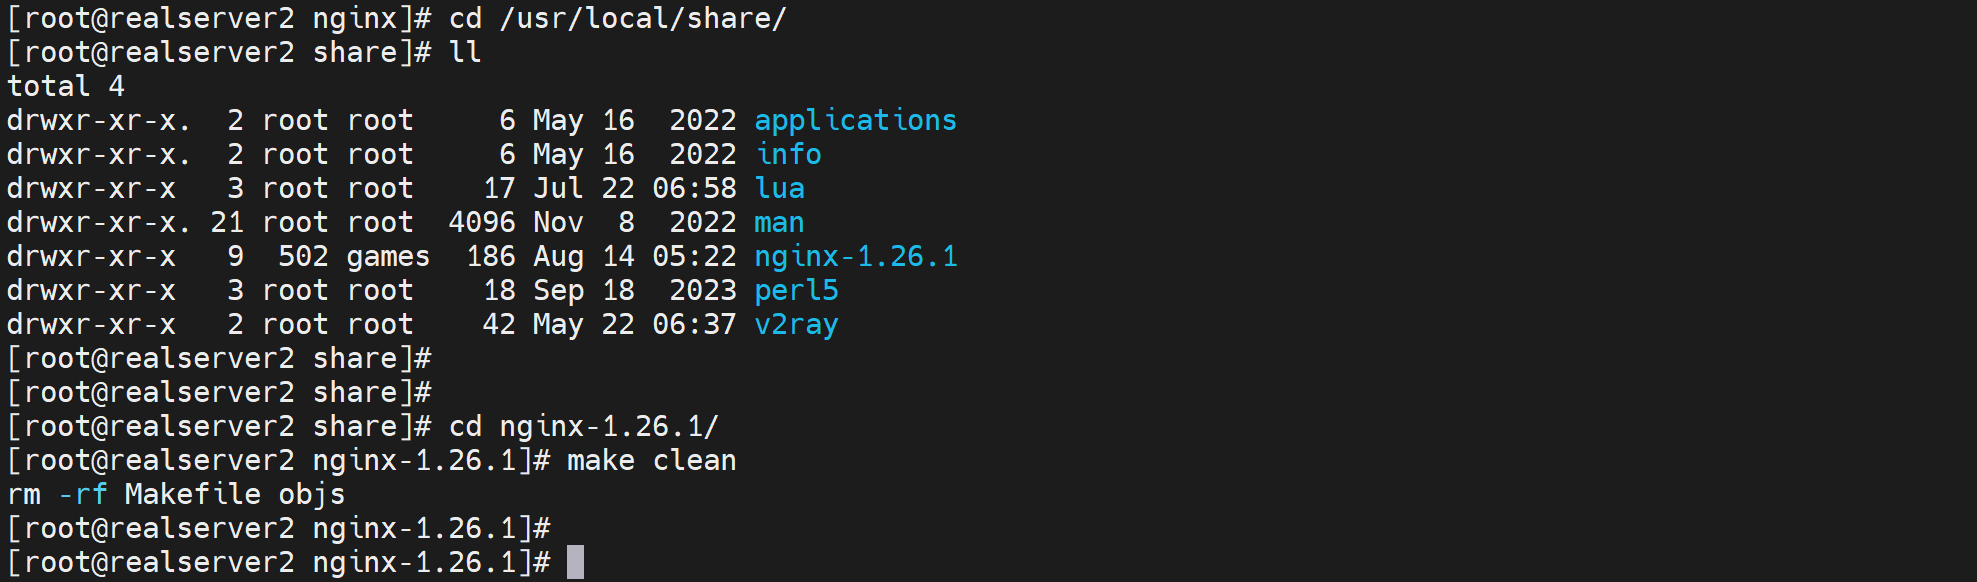 [root@realserver2 nginx]# cd /usr/local/share/
[root@realserver2 share]# ll
total 4
drwxr-xr-x.  2 root root     6 May 16  2022 applications
drwxr-xr-x.  2 root root     6 May 16  2022 info
drwxr-xr-x   3 root root    17 Jul 22 06:58 lua
drwxr-xr-x. 21 root root  4096 Nov  8  2022 man
drwxr-xr-x   9  502 games  186 Aug 14 05:22 nginx-1.26.1
drwxr-xr-x   3 root root    18 Sep 18  2023 perl5
drwxr-xr-x   2 root root    42 May 22 06:37 v2ray
[root@realserver2 share]#
[root@realserver2 share]#
[root@realserver2 share]# cd nginx-1.26.1/
[root@realserver2 nginx-1.26.1]# make clean
rm -rf Makefile objs
[root@realserver2 nginx-1.26.1]#
[root@realserver2 nginx-1.26.1]#